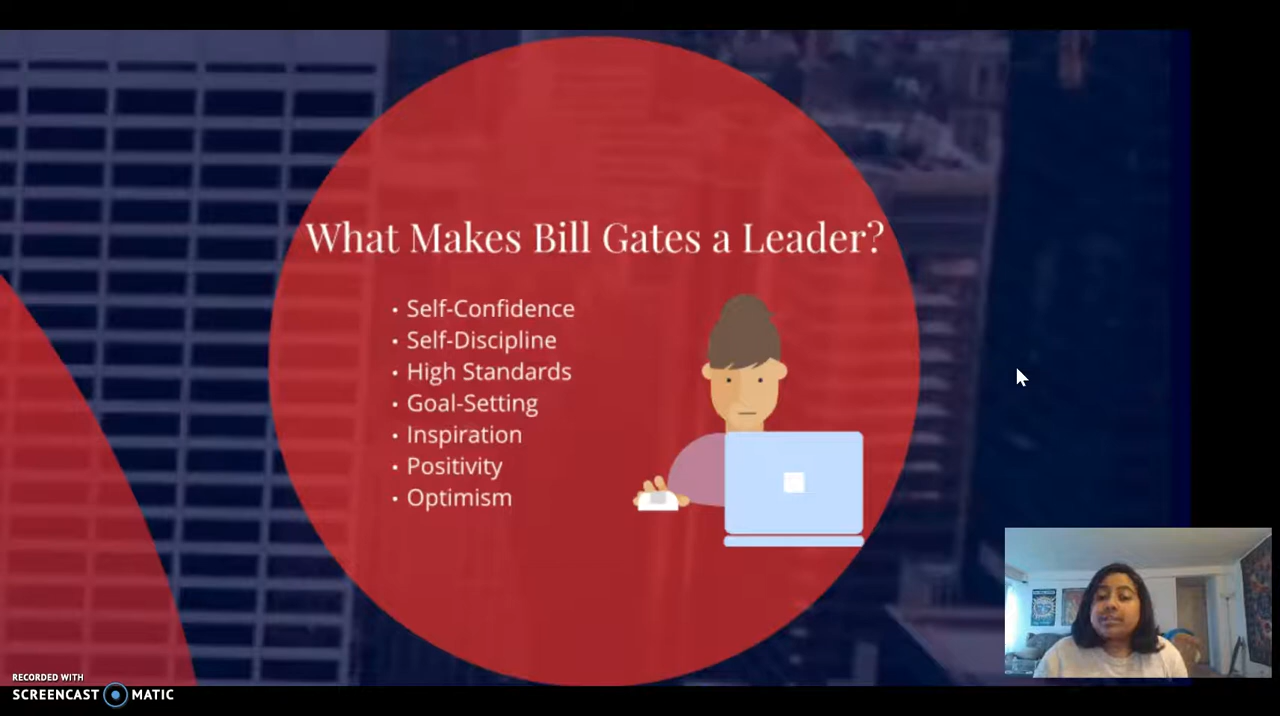 What Makes Bill Gates a Leader?
• Self-Confidence
• Self-Discipline
• High Standards
• Goal-Setting
• Inspiration
• Positivity
• Optimism
RECORDED WITH
SCREENCAST MATIC